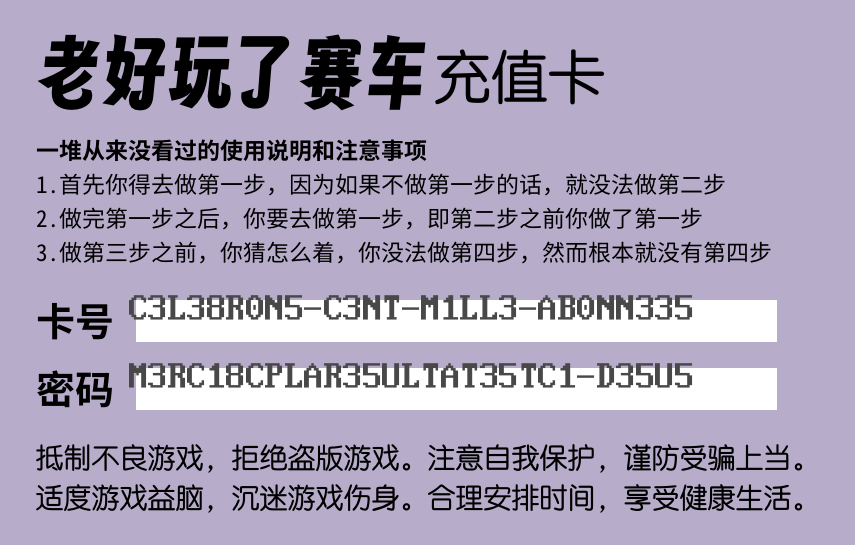 老好玩了赛车充值卡
一堆从来没看过的使用说明和注意事项
1.首先你得去做第一步，因为如果不做第一步的话，就没法做第二步
2.做完第一步之后，你要去做第一步，即第二步之前你做了第一步
3.做第三步之前，你猜怎么着，你没法做第四步，然而根本就没有第四步
卡号 C3L38R0N5-C3NT-M1LL3-AB0NN335
密码 M3RC18CPLAR35ULTAT35TC1-D35U5
抵制不良游戏，拒绝盗版游戏。注意自我保护，谨防受骗上当。
适度游戏益脑，沉迷游戏伤身。合理安排时间，享受健康生活。